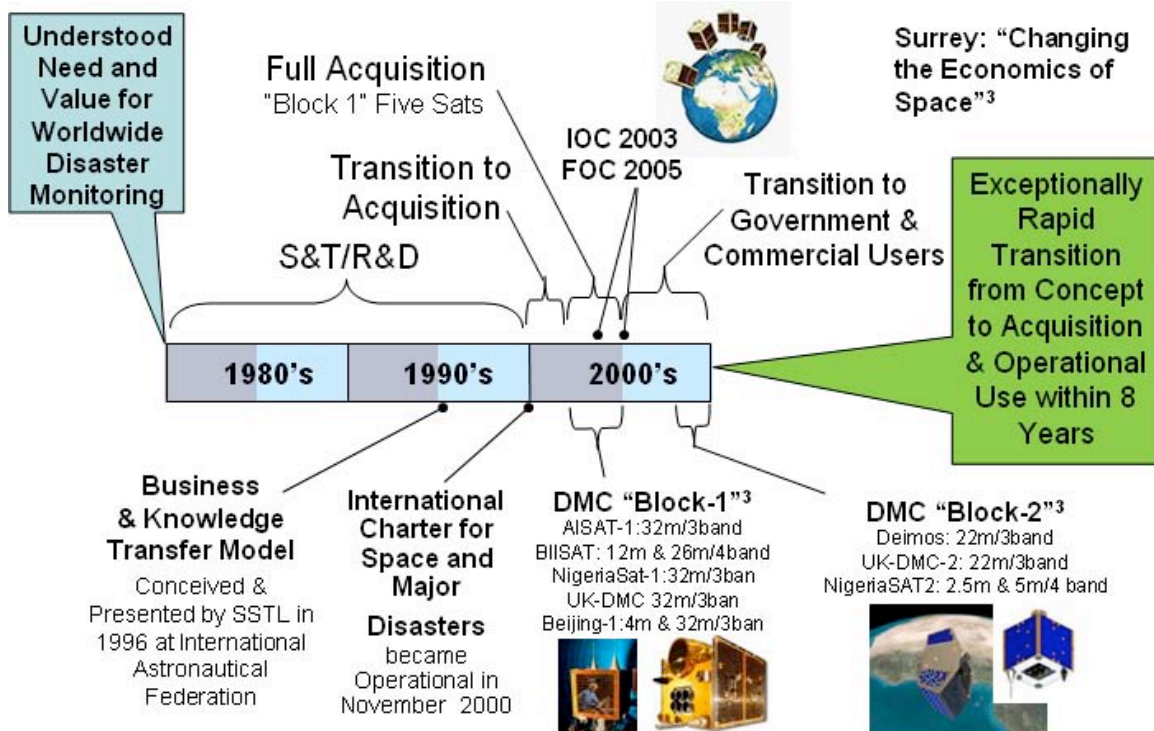 Understood
Need and
Value for
Worldwide
Disaster
Monitoring
Full Acquisition
"Block 1" Five Sats
Surrey: “Changing
the Economics of
Space”3
IOC 2003
FOC 2005
Transition to
Acquisition
Transition to
Government &
Commercial Users
S&T/R&D
Exceptionally
Rapid
Transition
from Concept
to Acquisition
& Operational
Use within 8
Years
1980's
1990's
2000's
Business
& Knowledge
Transfer Model
Conceived &
Presented by SSTL in
1996 at International
Astronautical
Federation
International
Charter for
Space and
Major
Disasters
became
Operational in
November 2000
DMC “Block-1”3
AISAT-1:32m/3band
BIISAT: 12m & 26m/4band
NigeriaSat-1:32m/3ban
UK-DMC 32m/3ban
Beijing-1:4m & 32m/3ban
DMC “Block-2”3
Deimos: 22m/3band
UK-DMC-2: 22m/3band
NigeriaSAT2: 2.5m & 5m/4 band